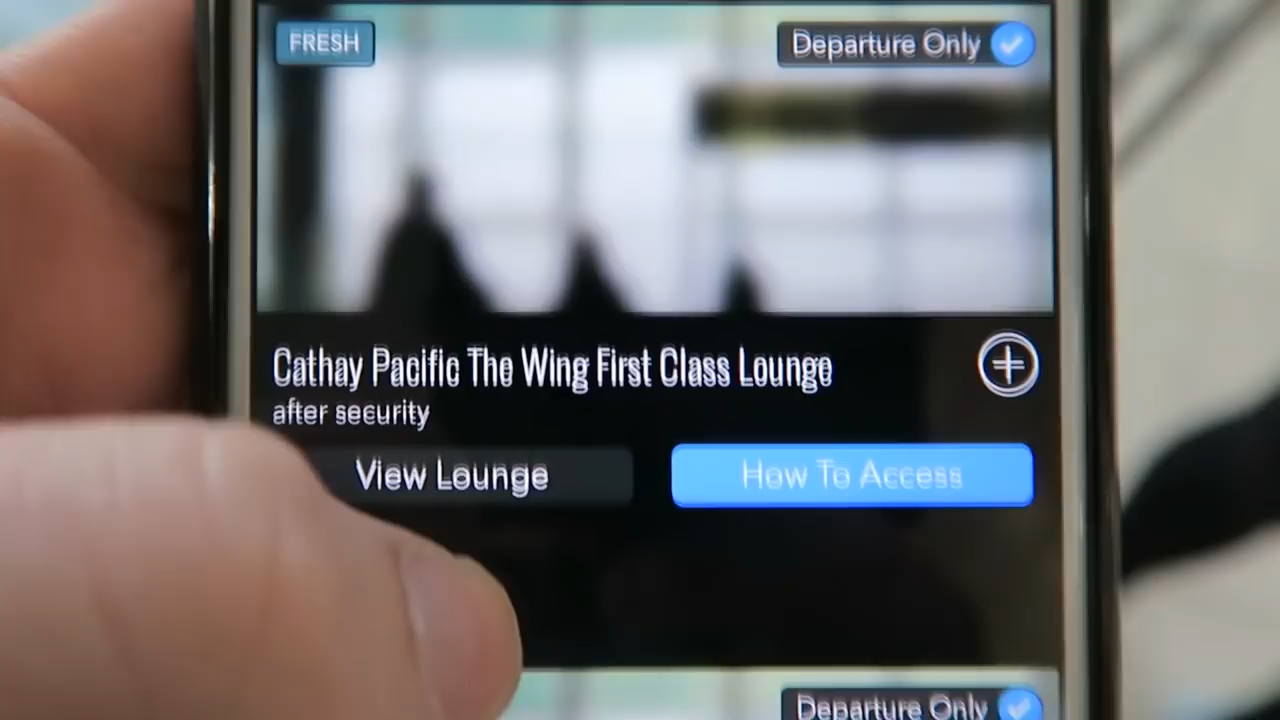 FRESH
Departure Only
Cathay Pacific The Wing First Class Lounge
after security
View Lounge
How To Access
Departure Only